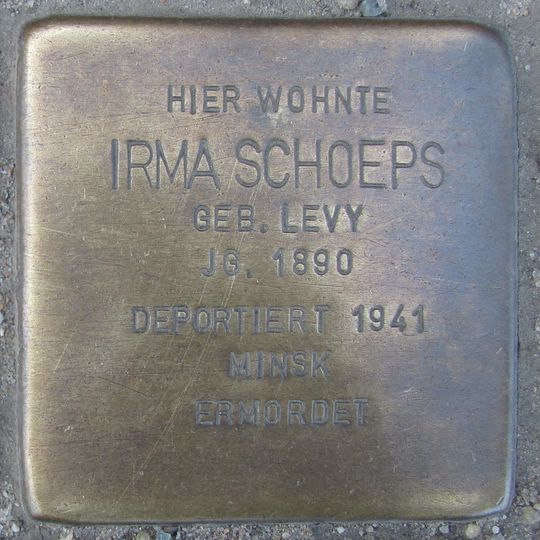 HIER WOHNTE
IRMA SCHOEPS
GEB. LEVY
JG. 1890
DEPORTIERT 1941
MINSK
ERMORDET